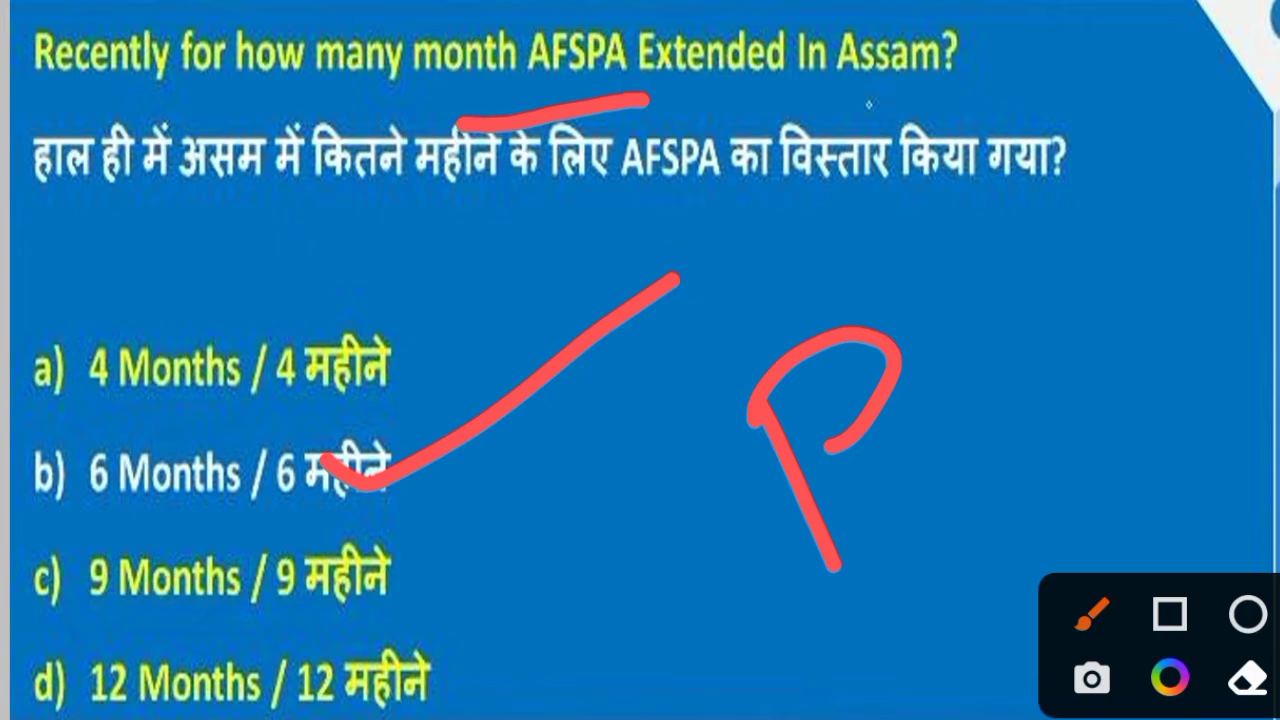 Recently for how many month AFSPA Extended In Assam?
हाल ही में असम में कितने महीने के लिए AFSPA का विस्तार किया गया?
a) 4 Months / 4 महीने
b) 6 Months / 6 महीने
c) 9 Months / 9 महीने
d) 12 Months / 12 महीने
P